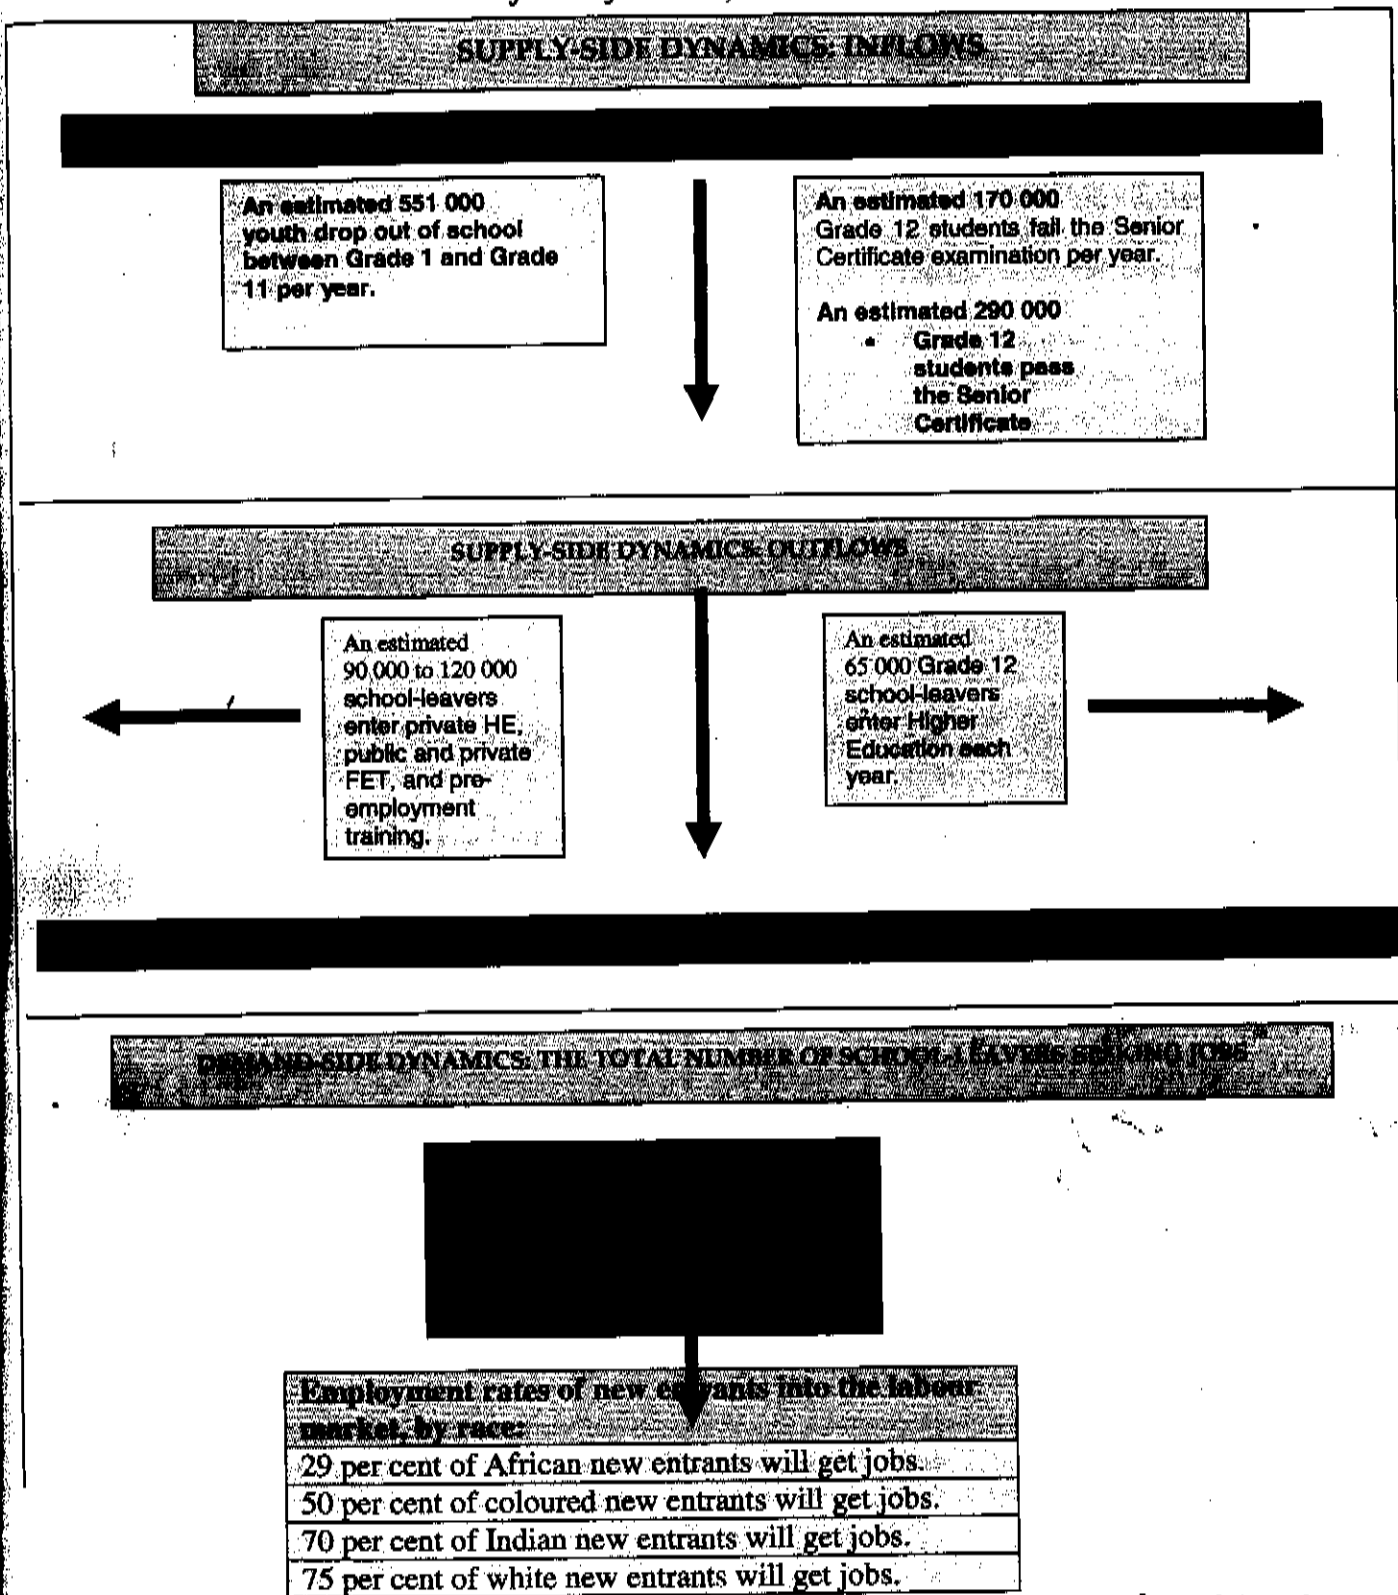 SUPPLY-SIDE DYNAMICS: INFLOWS
An estimated 551 000
youth drop out of school
between Grade 1 and Grade
11 per year.
An estimated 170 000
Grade 12 students fail the Senior
Certificate examination per year.
An estimated 290 000
• Grade 12
students pass
the Senior
Certificate
SUPPLY-SIDE DYNAMICS: OUTFLOWS
An estimated
90 000 to 120 000
school-leavers
enter private HE,
public and private
FET, and pre-
employment
training.
An estimated
65 000 Grade 12
school-leavers
enter Higher
Education each
year.
DEMAND-SIDE DYNAMICS: THE TOTAL NUMBER OF SCHOOL-LEAVERS SEEKING JOBS
Employment rates of new entrants into the labour
market, by race:
29 per cent of African new entrants will get jobs.
50 per cent of coloured new entrants will get jobs.
70 per cent of Indian new entrants will get jobs.
75 per cent of white new entrants will get jobs.